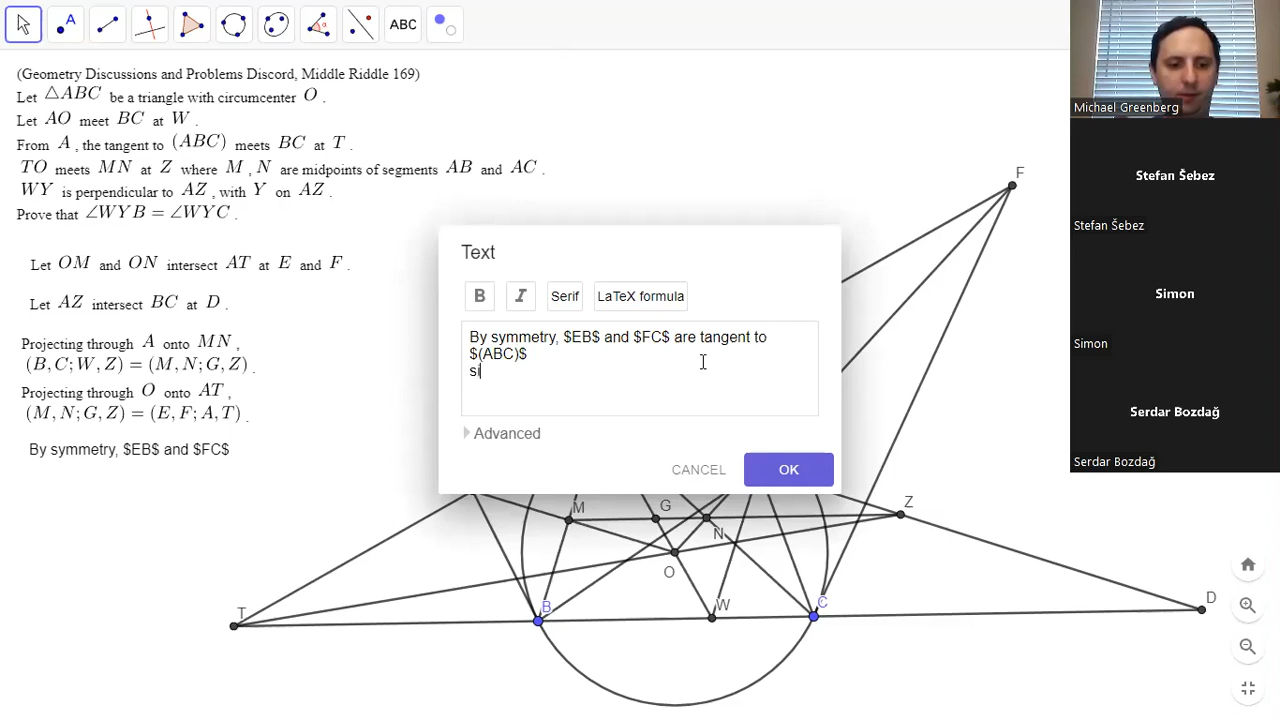 ABC
(Geometry Discussions and Problems Discord, Middle Riddle 169)
Let △ABC be a triangle with circumcenter O .
Let AO meet BC at W .
From A , the tangent to (ABC) meets BC at T .
TO meets MN at Z where M , N are midpoints of segments AB and AC .
WY is perpendicular to AZ , with Y on AZ .
Prove that ∠WYB = ∠WYC .
Let OM and ON intersect AT at E and F .
Let AZ intersect BC at D .
Projecting through A onto MN ,
(B, C; W, Z) = (M, N; G, Z) .
Projecting through O onto AT ,
(M, N; G, Z) = (E, F; A, T) .
By symmetry, $EB$ and $FC$
Text
B
I
Serif
LaTeX formula
By symmetry, $EB$ and $FC$ are tangent to
$(ABC)$
si
Advanced
CANCEL
OK
F
M
G
N
Z
O
T
B
W
C
D
Michael Greenberg
Stefan Šebez
Stefan Šebez
Simon
Simon
Serdar Bozdağ
Serdar Bozdağ